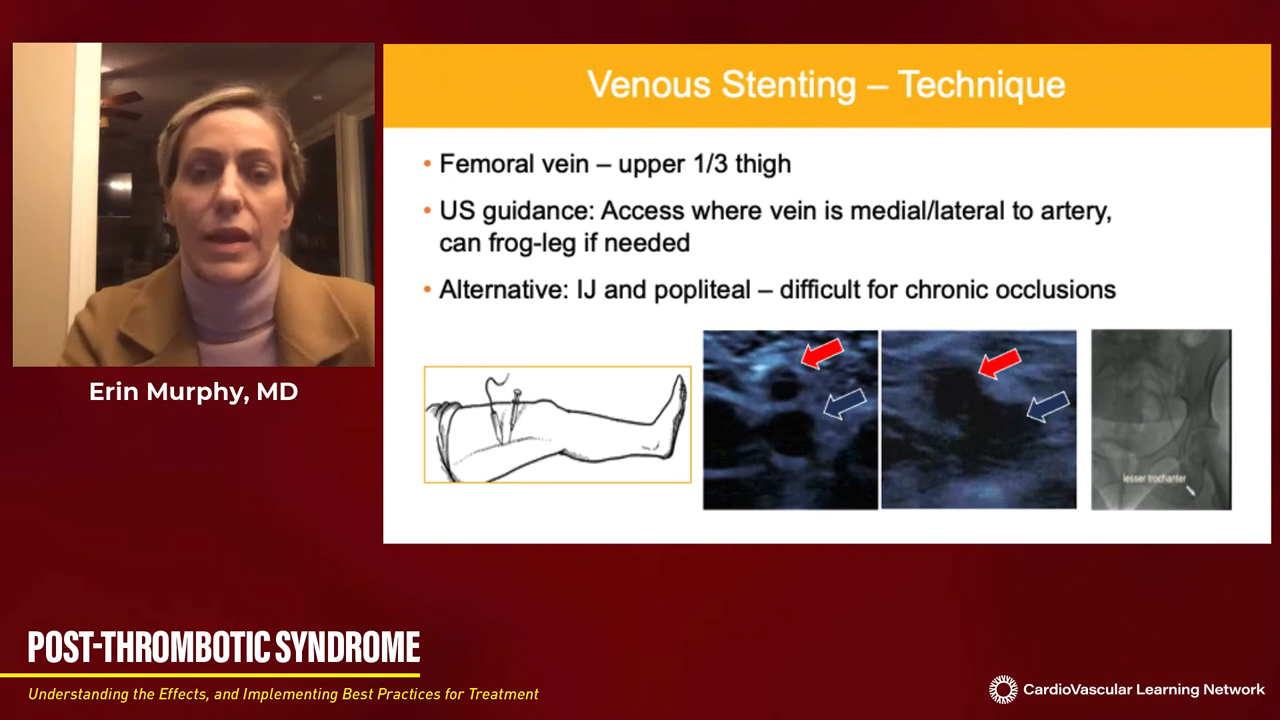 Venous Stenting – Technique
• Femoral vein – upper 1/3 thigh
• US guidance: Access where vein is medial/lateral to artery,
can frog-leg if needed
• Alternative: IJ and popliteal – difficult for chronic occlusions
lesser trochanter
Erin Murphy, MD
POST-THROMBOTIC SYNDROME
Understanding the Effects, and Implementing Best Practices for Treatment
CardioVascular Learning Network